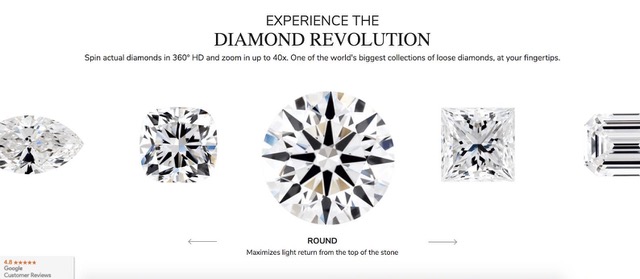 EXPERIENCE THE
DIAMOND REVOLUTION
Spin actual diamonds in 360° HD and zoom in up to 40x. One of the world's biggest collections of loose diamonds, at your fingertips.
ROUND
Maximizes light return from the top of the stone
4.8 ★★★★★
Google
Customer Reviews